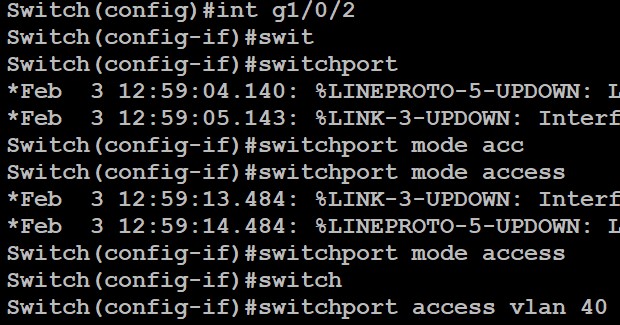 Switch(config)#int g1/0/2
Switch(config-if)#swit
Switch(config-if)#switchport
*Feb  3 12:59:04.140: %LINEPROTO-5-UPDOWN:
*Feb  3 12:59:05.143: %LINK-3-UPDOWN: Interf
Switch(config-if)#switchport mode acc
Switch(config-if)#switchport mode access
*Feb  3 12:59:13.484: %LINK-3-UPDOWN: Interf
*Feb  3 12:59:14.484: %LINEPROTO-5-UPDOWN:
Switch(config-if)#switchport mode access
Switch(config-if)#switch
Switch(config-if)#switchport access vlan 40